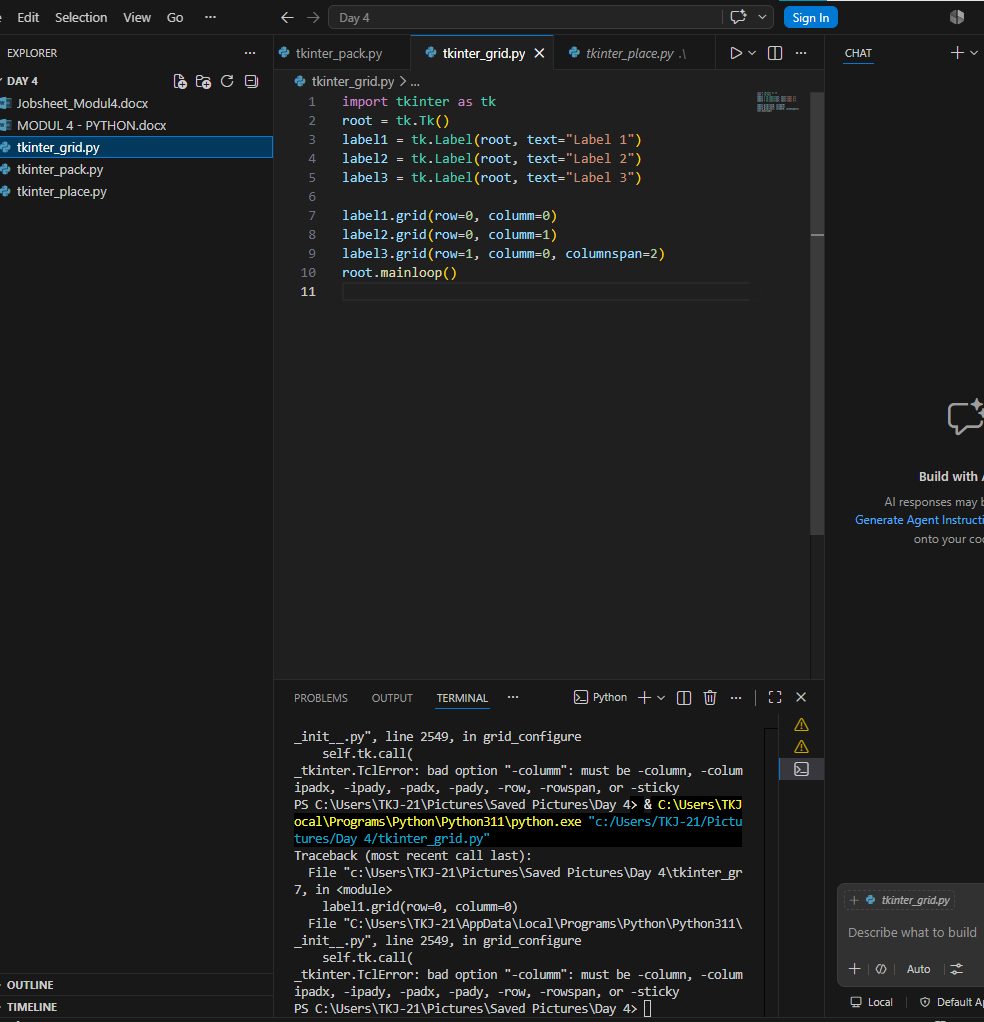 Edit Selection View Go ··· Day 4 Sign In
EXPLORER ···
DAY 4
Jobsheet_Modul4.docx
MODUL 4 - PYTHON.docx
tkinter_grid.py
tkinter_pack.py
tkinter_place.py
OUTLINE
TIMELINE
tkinter_pack.py tkinter_grid.py tkinter_place.py .\ ···
tkinter_grid.py > ...
1 import tkinter as tk
2 root = tk.Tk()
3 label1 = tk.Label(root, text="Label 1")
4 label2 = tk.Label(root, text="Label 2")
5 label3 = tk.Label(root, text="Label 3")
6
7 label1.grid(row=0, columm=0)
8 label2.grid(row=0, columm=1)
9 label3.grid(row=1, columm=0, columnspan=2)
10 root.mainloop()
11
PROBLEMS OUTPUT TERMINAL ··· Python ···
_init__.py", line 2549, in grid_configure
self.tk.call(
_tkinter.TclError: bad option "-columm": must be -column, -colum
ipadx, -ipady, -padx, -pady, -row, -rowspan, or -sticky
PS C:\Users\TKJ-21\Pictures\Saved Pictures\Day 4> & C:\Users\TKJ
ocal\Programs\Python\Python311\python.exe "c:/Users/TKJ-21/Pictu
tures/Day 4/tkinter_grid.py"
Traceback (most recent call last):
File "c:\Users\TKJ-21\Pictures\Saved Pictures\Day 4\tkinter_gr
7, in <module>
label1.grid(row=0, columm=0)
File "C:\Users\TKJ-21\AppData\Local\Programs\Python\Python311\
_init__.py", line 2549, in grid_configure
self.tk.call(
_tkinter.TclError: bad option "-columm": must be -column, -colum
ipadx, -ipady, -padx, -pady, -row, -rowspan, or -sticky
PS C:\Users\TKJ-21\Pictures\Saved Pictures\Day 4>
CHAT
Build with
AI responses may
Generate Agent Instructi
onto your co
tkinter_grid.py
Describe what to build
Auto
Local Default